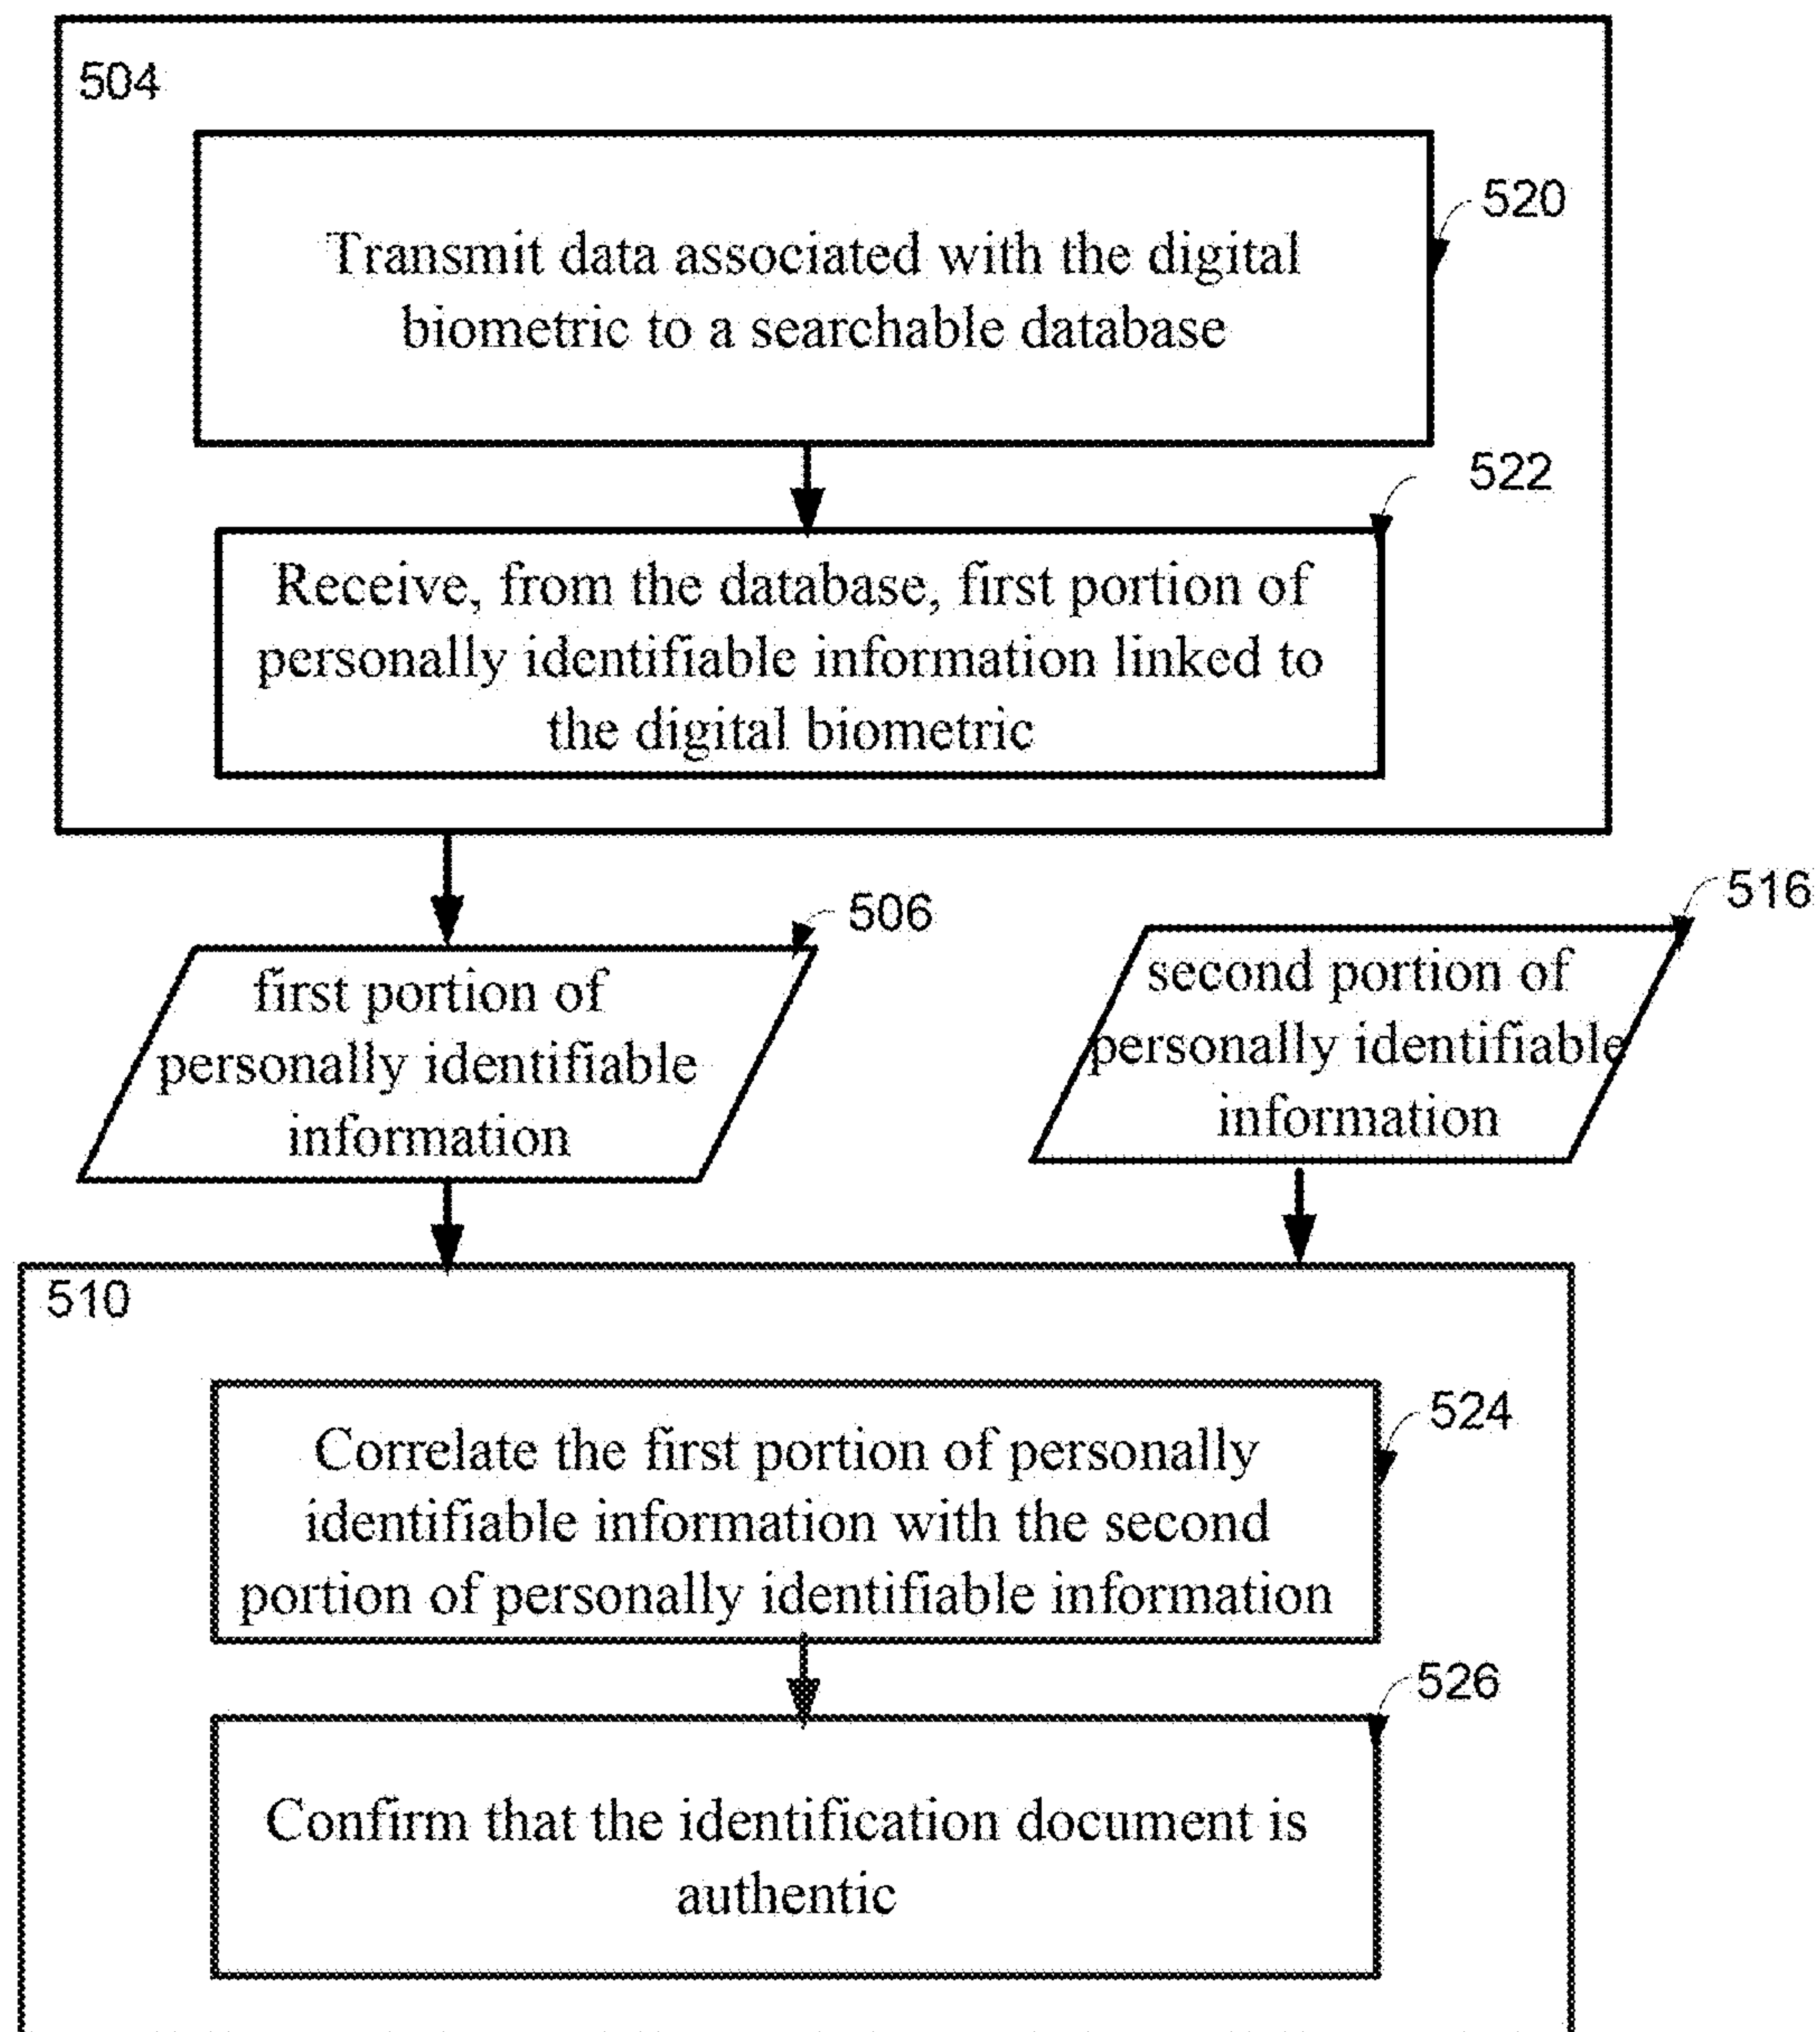 504
Transmit data associated with the digital
biometric to a searchable database
520
522
Receive, from the database, first portion of
personally identifiable information linked to
the digital biometric
506
first portion of
personally identifiable
information
516
second portion of
personally identifiable
information
510
Correlate the first portion of personally
identifiable information with the second
portion of personally identifiable information
524
526
Confirm that the identification document is
authentic